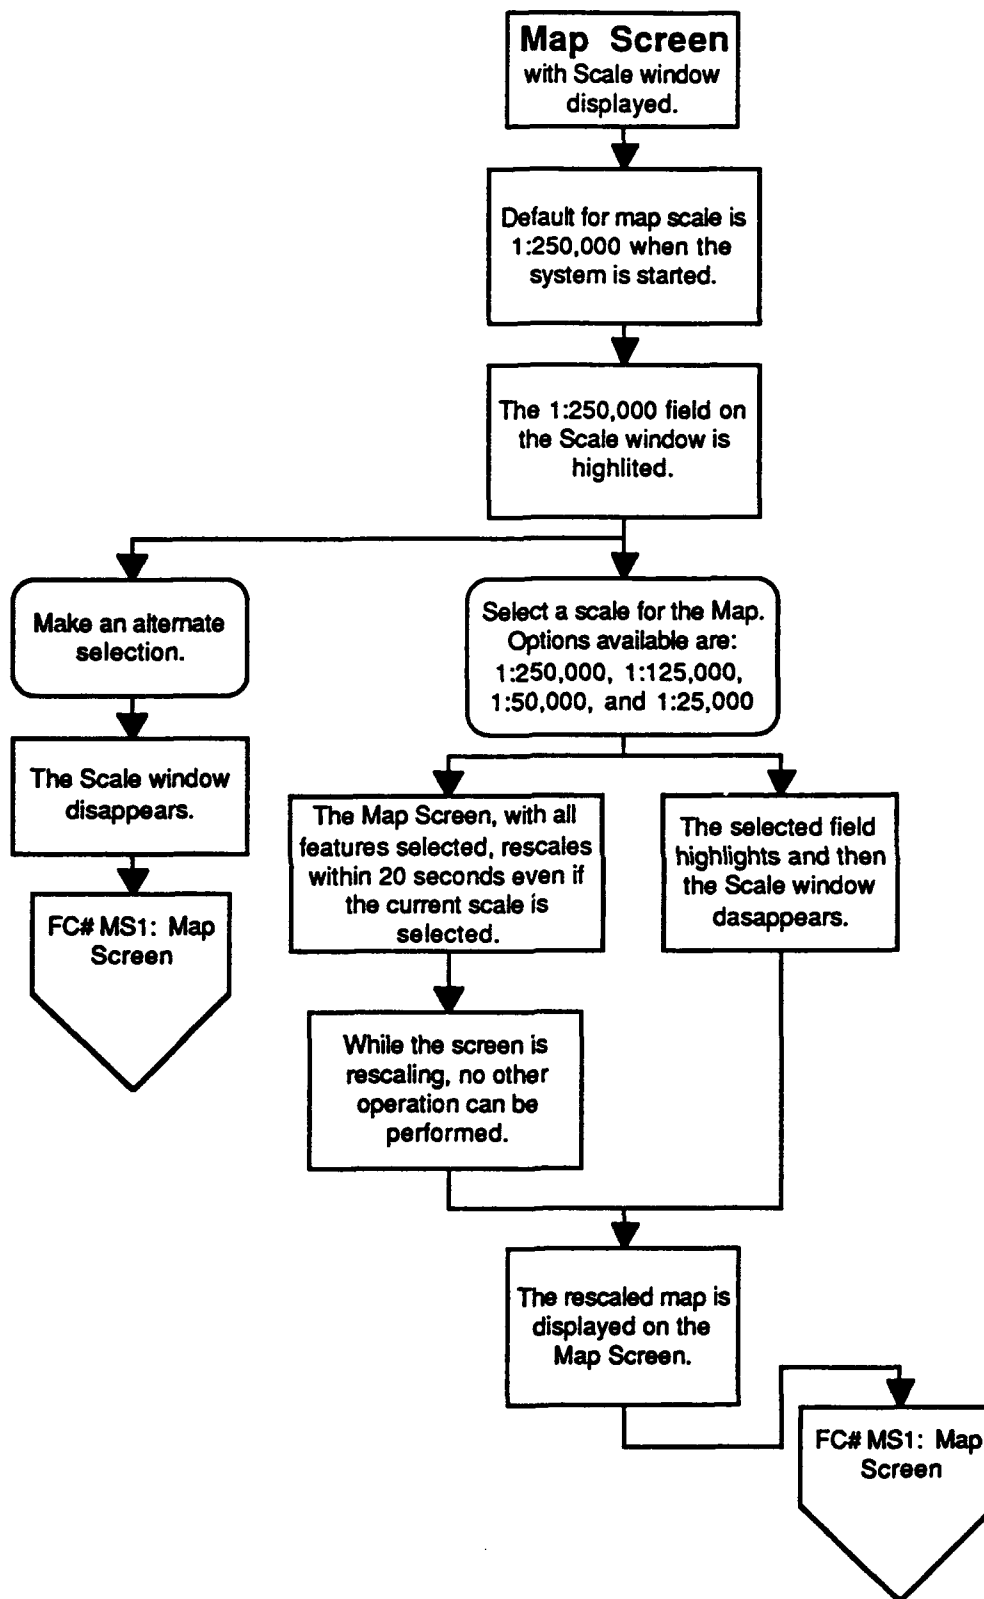 Map Screen
with Scale window
displayed.
Default for map scale is
1:250,000 when the
system is started.
The 1:250,000 field on
the Scale window is
highlited.
Make an alternate
selection.
Select a scale for the Map.
Options available are:
1:250,000, 1:125,000,
1:50,000, and 1:25,000
The Scale window
disappears.
The Map Screen, with all
features selected, rescales
within 20 seconds even if
the current scale is
selected.
The selected field
highlights and then
the Scale window
dasappears.
FC# MS1: Map
Screen
While the screen is
rescaling, no other
operation can be
performed.
The rescaled map is
displayed on the
Map Screen.
FC# MS1: Map
Screen